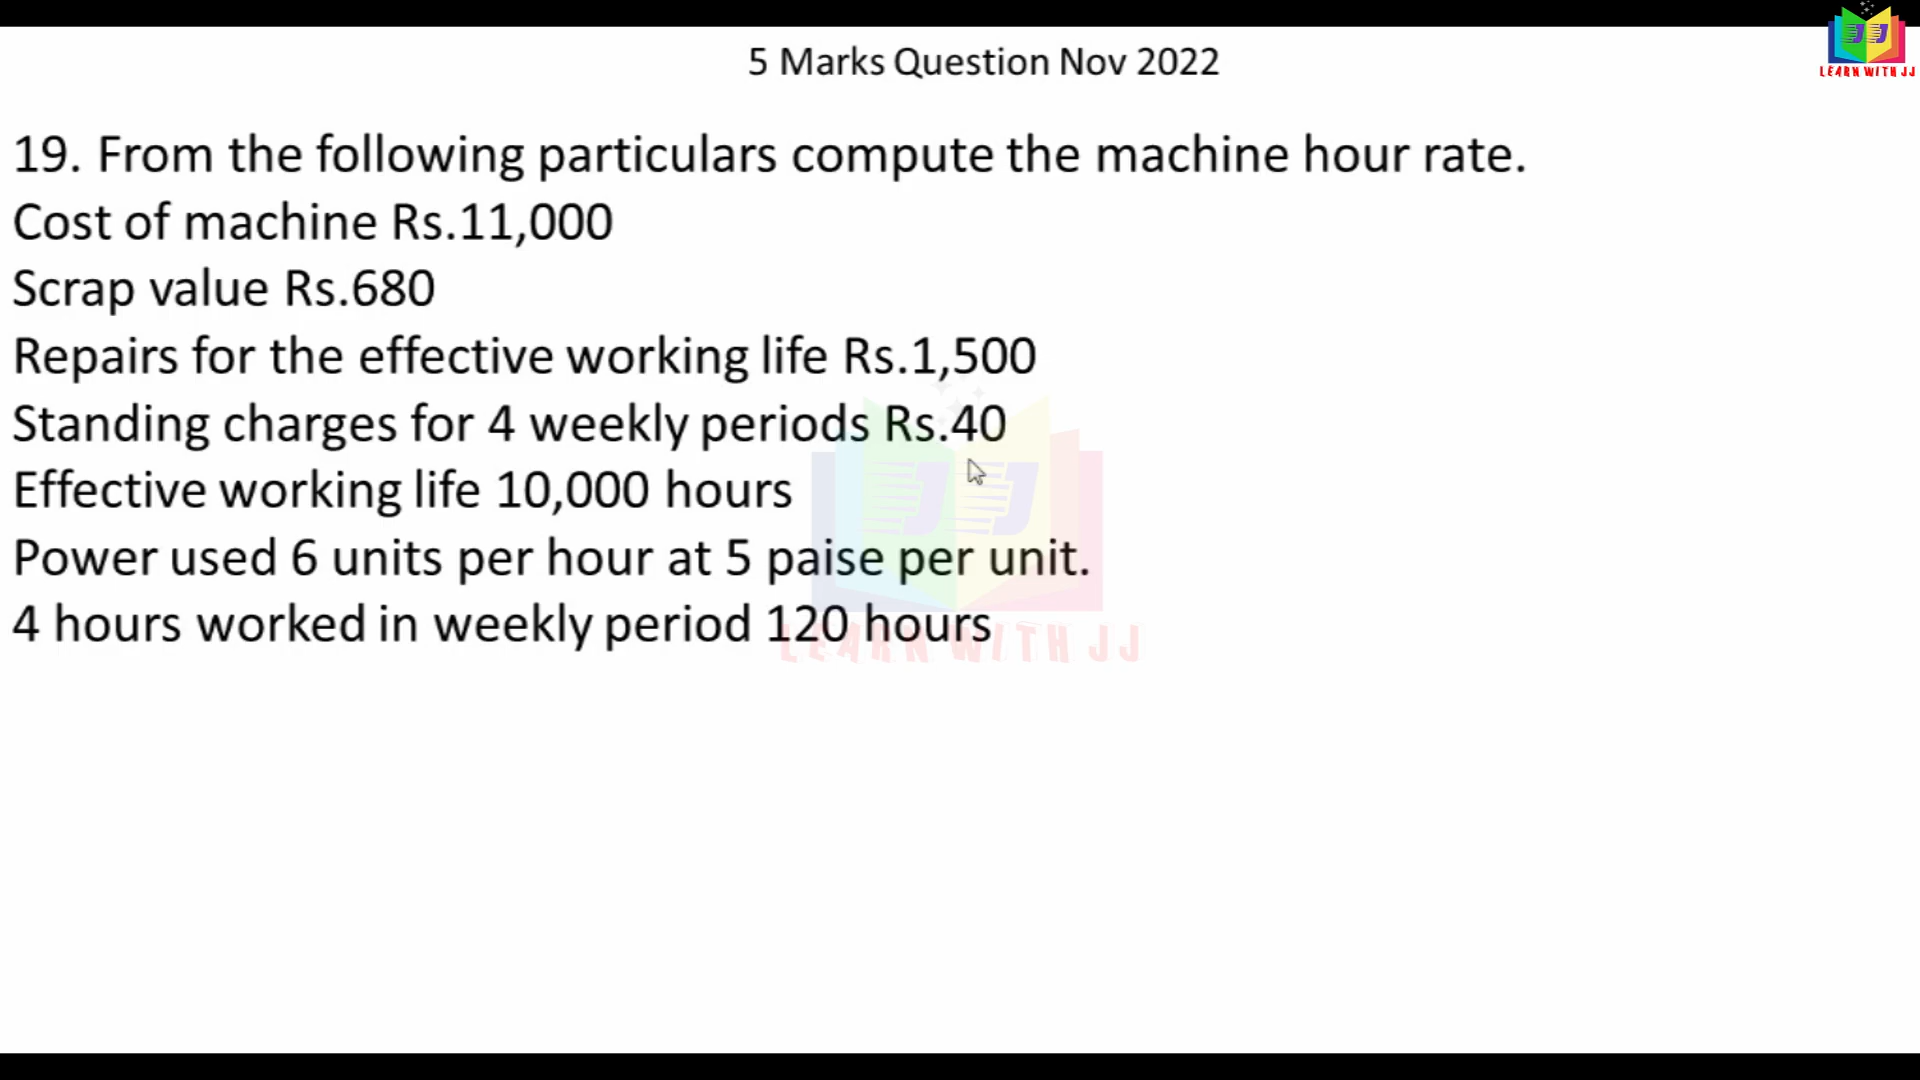 LEARN WITH JJ
5 Marks Question Nov 2022
19. From the following particulars compute the machine hour rate.
Cost of machine Rs.11,000
Scrap value Rs.680
Repairs for the effective working life Rs.1,500
Standing charges for 4 weekly periods Rs.40
Effective working life 10,000 hours
Power used 6 units per hour at 5 paise per unit.
4 hours worked in weekly period 120 hours
JJ
LEARN WITH JJ